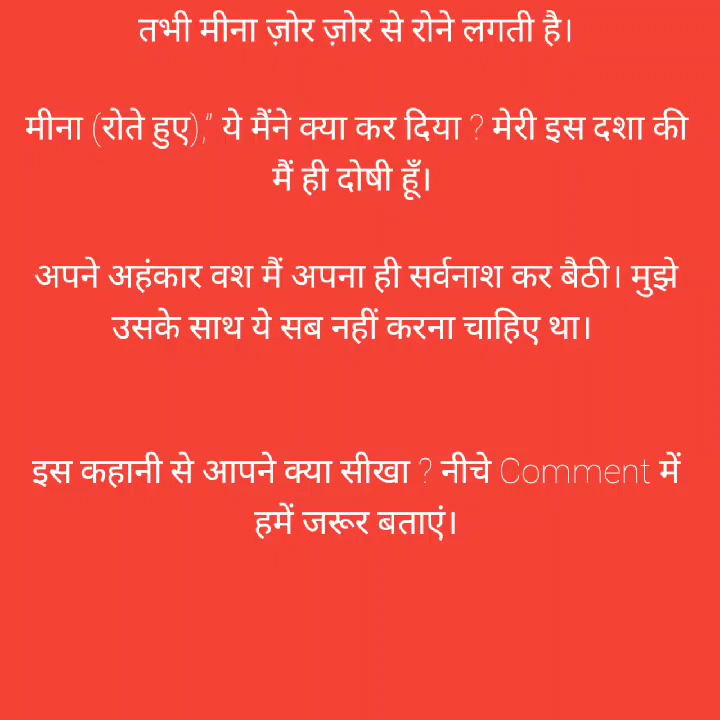 तभी मीना ज़ोर ज़ोर से रोने लगती है।
मीना (रोते हुए)," ये मैंने क्या कर दिया ? मेरी इस दशा की
मैं ही दोषी हूँ।
अपने अहंकार वश मैं अपना ही सर्वनाश कर बैठी। मुझे
उसके साथ ये सब नहीं करना चाहिए था।
इस कहानी से आपने क्या सीखा ? नीचे Comment में
हमें जरूर बताएं।